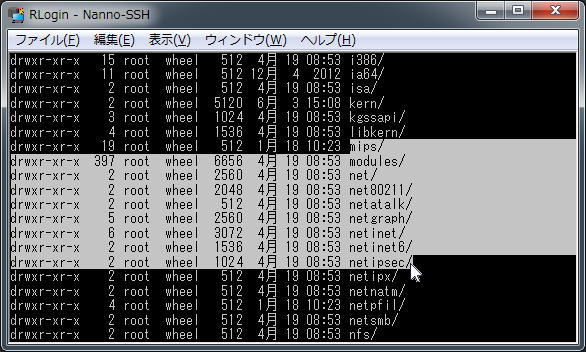 RLogin - Nanno-SSH
ファイル(F) 編集(E) 表示(V) ウィンドウ(W) ヘルプ(H)
drwxr-xr-x 15 root wheel 512 4月 19 08:53 i386/
drwxr-xr-x 11 root wheel 512 12月 4 2012 ia64/
drwxr-xr-x 2 root wheel 512 4月 19 08:53 isa/
drwxr-xr-x 2 root wheel 5120 6月 3 15:08 kern/
drwxr-xr-x 3 root wheel 1024 4月 19 08:53 kgssapi/
drwxr-xr-x 4 root wheel 1536 4月 19 08:53 libkern/
drwxr-xr-x 19 root wheel 512 1月 18 10:23 mips/
drwxr-xr-x 397 root wheel 6656 4月 19 08:53 modules/
drwxr-xr-x 2 root wheel 2560 4月 19 08:53 net/
drwxr-xr-x 2 root wheel 2048 4月 19 08:53 net80211/
drwxr-xr-x 2 root wheel 512 4月 19 08:53 netatalk/
drwxr-xr-x 5 root wheel 2560 4月 19 08:53 netgraph/
drwxr-xr-x 6 root wheel 3072 4月 19 08:53 netinet/
drwxr-xr-x 2 root wheel 1536 4月 19 08:53 netinet6/
drwxr-xr-x 2 root wheel 1024 4月 19 08:53 netipsec/
drwxr-xr-x 2 root wheel 512 4月 19 08:53 netipx/
drwxr-xr-x 2 root wheel 512 4月 19 08:53 netnatm/
drwxr-xr-x 4 root wheel 512 1月 18 10:23 netpfil/
drwxr-xr-x 2 root wheel 512 4月 19 08:53 netsmb/
drwxr-xr-x 2 root wheel 512 4月 19 08:53 nfs/